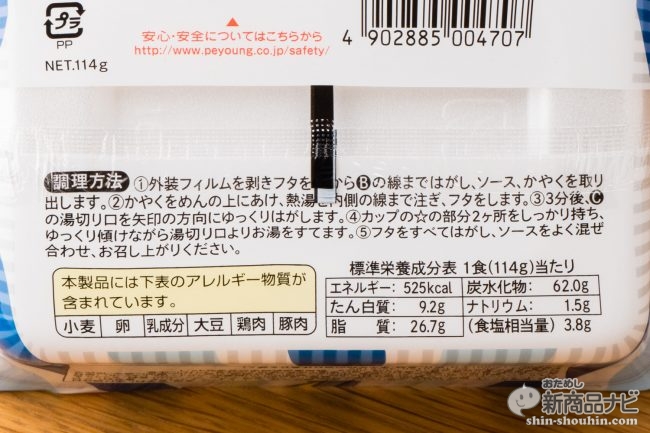 プラ
PP
NET.114g
安心・安全についてはこちらから
http://www.peyoung.co.jp/safety/
4 902885 004707
調理方法 ①外装フィルムを剥きフタを からBの線まではがし、ソース、かやくを取り
出します。②かやくをめんの上にあけ、熱湯 内側の線まで注ぎ、フタをします。③3分後、Cの
の湯切り口を矢印の方向にゆっくりはがします。④カップの☆の部分2ヶ所をしっかり持ち、
ゆっくり傾けながら湯切り口よりお湯をすてます。⑤フタをすべてはがし、ソースをよく混ぜ
合わせ、お召し上がりください。
本製品には下表のアレルギー物質が
含まれています。
小麦 卵 乳成分 大豆 鶏肉 豚肉
標準栄養成分表 1食(114g)当たり
エネルギー: 525kcal 炭水化物: 62.0g
たん白質: 9.2g ナトリウム: 1.5g
脂質: 26.7g (食塩相当量) 3.8g
おためし
新商品ナビ
shin-shouhin.com